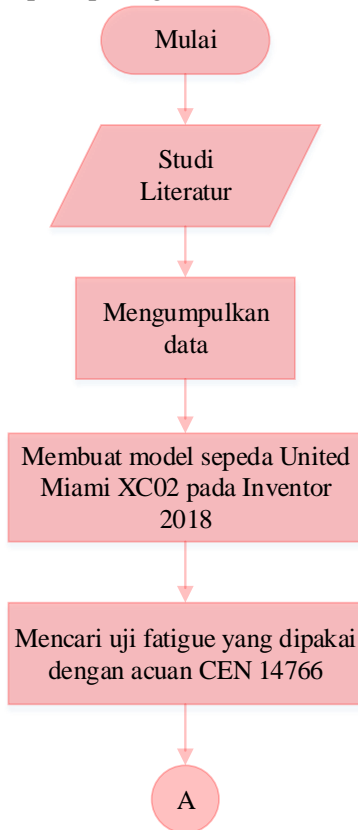 Mulai
Studi
Literatur
Mengumpulkan
data
Membuat model sepeda United
Miami XC02 pada Inventor
2018
Mencari uji fatigue yang dipakai
dengan acuan CEN 14766
A